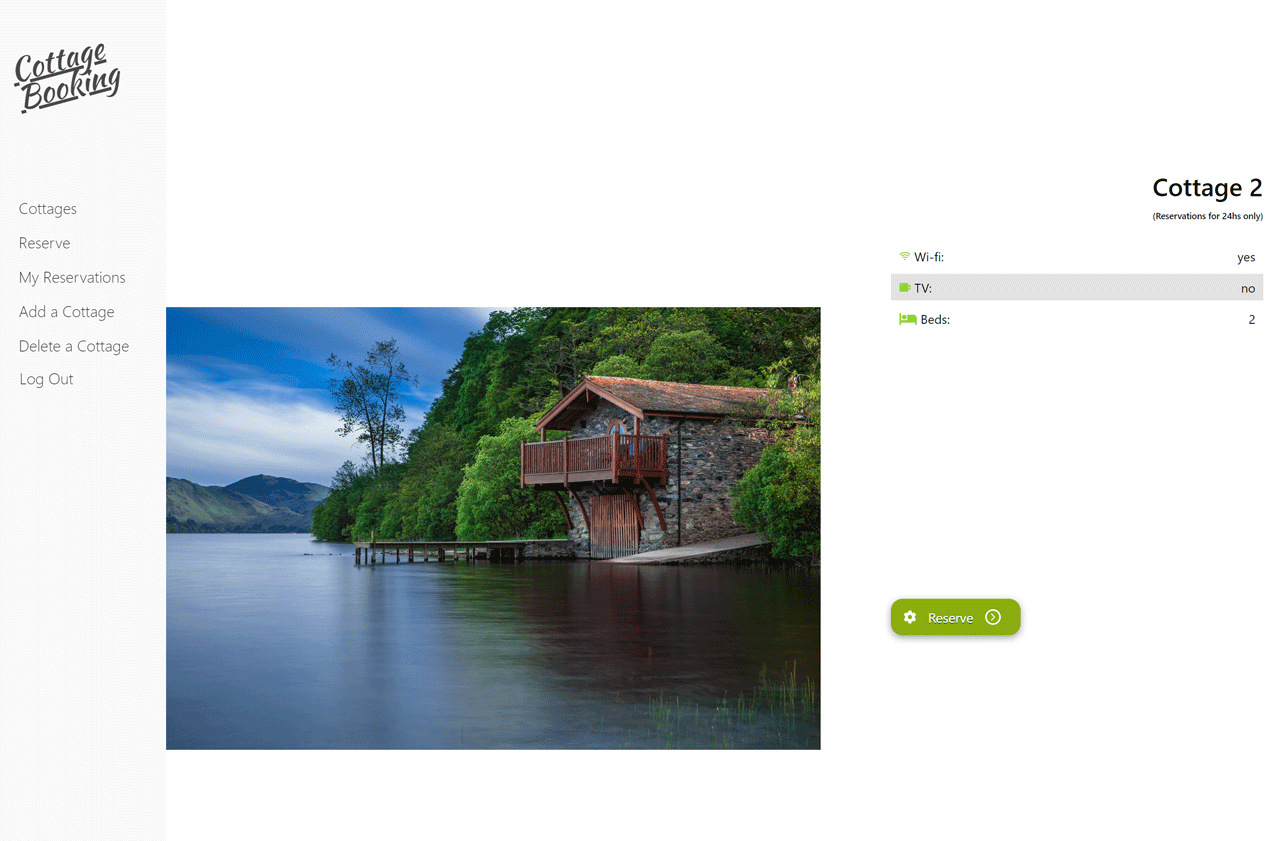 Cottage
Booking
Cottages
Reserve
My Reservations
Add a Cottage
Delete a Cottage
Log Out
Cottage 2
(Reservations for 24hs only)
Wi-fi: yes
TV: no
Beds: 2
Reserve